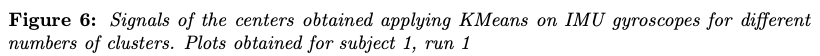 Figure 6: Signals of the centers obtained applying KMeans on IMU gyroscopes for different
numbers of clusters. Plots obtained for subject 1, run 1